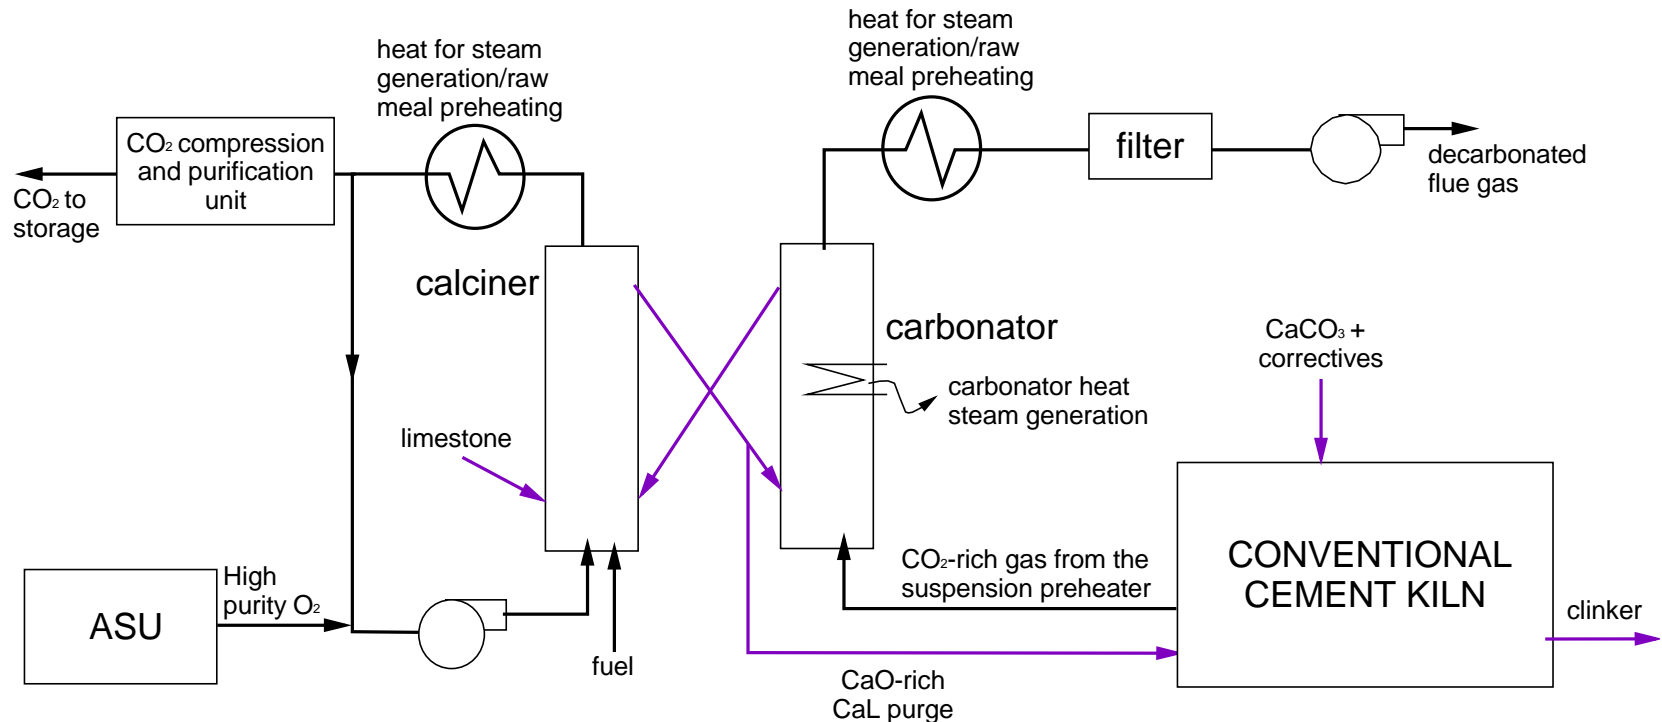 heat for steam
generation/raw
meal preheating
heat for steam
generation/raw
meal preheating
CO₂ compression
and purification
unit
CO₂ to
storage
filter
decarbonated
flue gas
calciner
carbonator
carbonator heat
steam generation
CaCO₃ +
correctives
limestone
ASU
High
purity O₂
fuel
CO₂-rich gas from the
suspension preheater
CONVENTIONAL
CEMENT KILN
clinker
CaO-rich
CaL purge